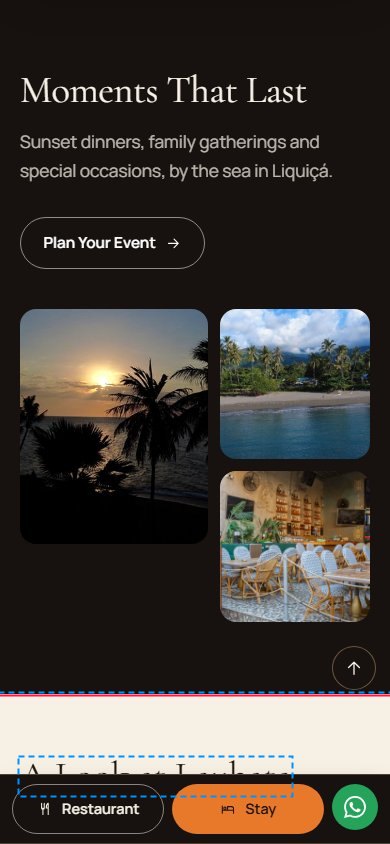 Moments That Last
Sunset dinners, family gatherings and
special occasions, by the sea in Liquiçá.
Plan Your Event →
Restaurant
Stay